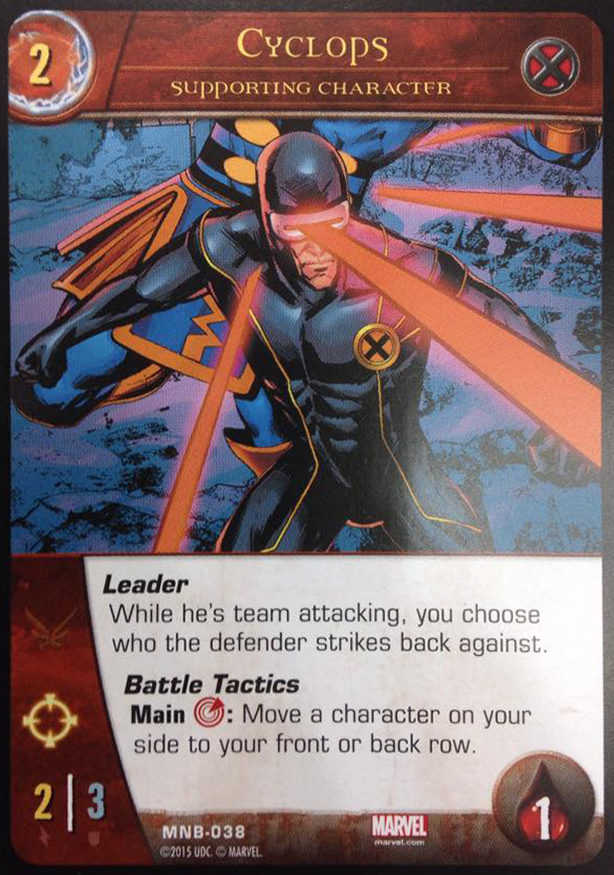 2
Cyclops
Supporting Character
Leader
While he's team attacking, you choose
who the defender strikes back against.
Battle Tactics
Main : Move a character on your
side to your front or back row.
2 | 3
1
MNB-038
MARVEL
marvel.com
©2015 UDC. © MARVEL.